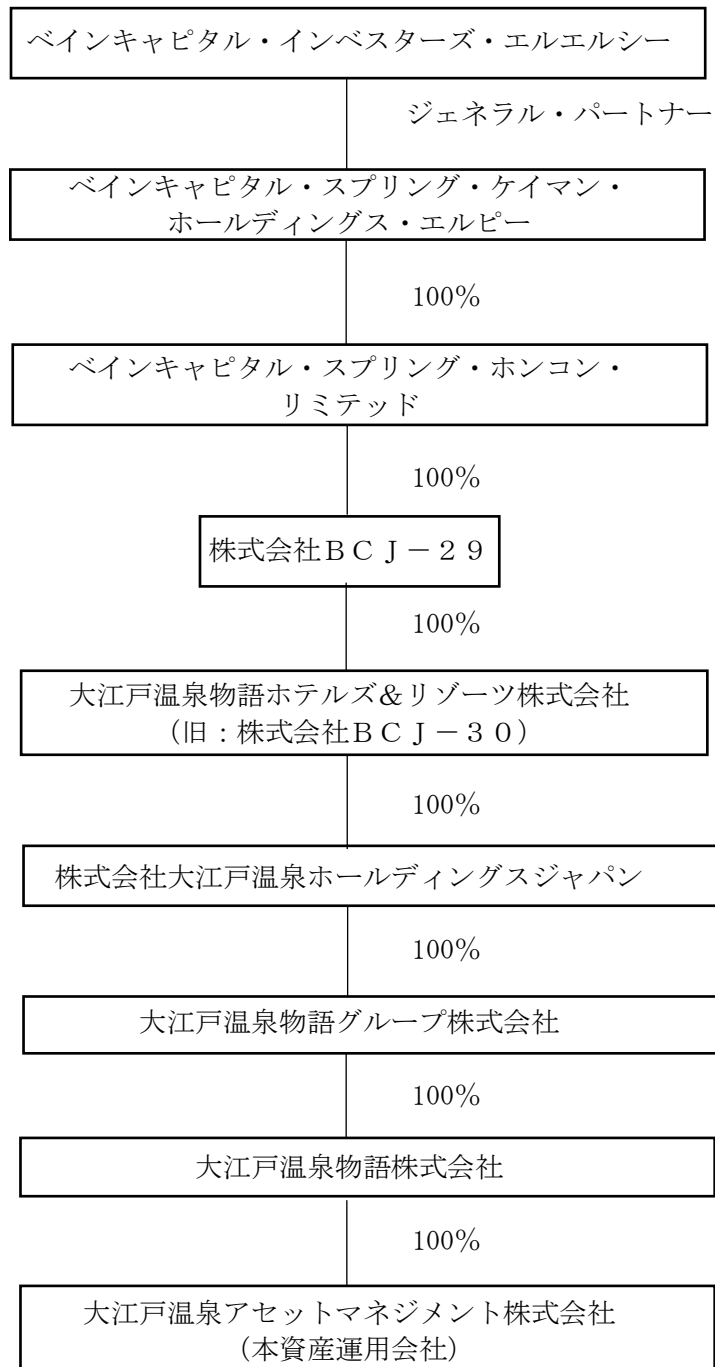 ベインキャピタル・インベスターズ・エルエルシー
ジェネラル・パートナー
ベインキャピタル・スプリング・ケイマン・
ホールディングス・エルピー
100%
ベインキャピタル・スプリング・ホンコン・
リミテッド
100%
株式会社ＢＣＪ－２９
100%
大江戸温泉物語ホテルズ＆リゾーツ株式会社
（旧：株式会社ＢＣＪ－３０）
100%
株式会社大江戸温泉ホールディングスジャパン
100%
大江戸温泉物語グループ株式会社
100%
大江戸温泉物語株式会社
100%
大江戸温泉アセットマネジメント株式会社
（本資産運用会社）